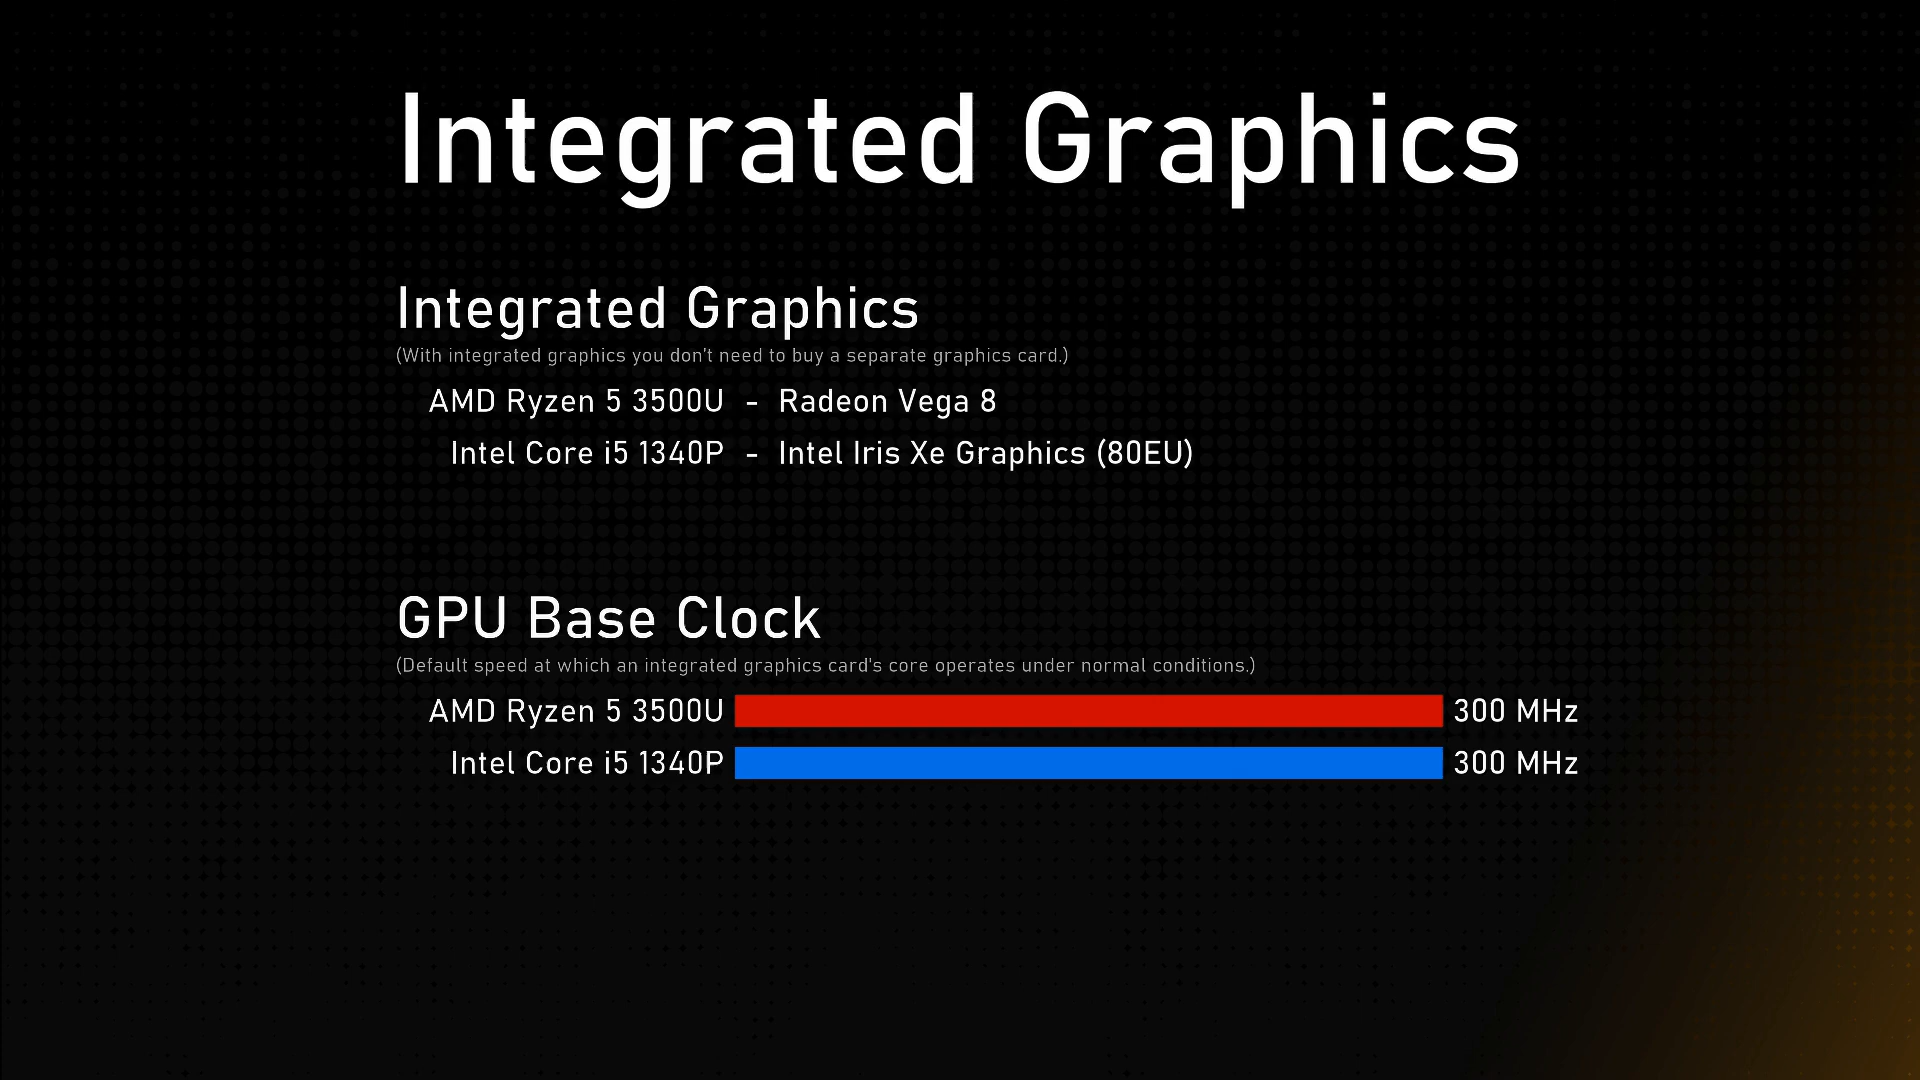 Integrated Graphics
Integrated Graphics
(With integrated graphics you don't need to buy a separate graphics card.)
AMD Ryzen 5 3500U - Radeon Vega 8
Intel Core i5 1340P - Intel Iris Xe Graphics (80EU)
GPU Base Clock
(Default speed at which an integrated graphics card's core operates under normal conditions.)
AMD Ryzen 5 3500U 300 MHz
Intel Core i5 1340P 300 MHz